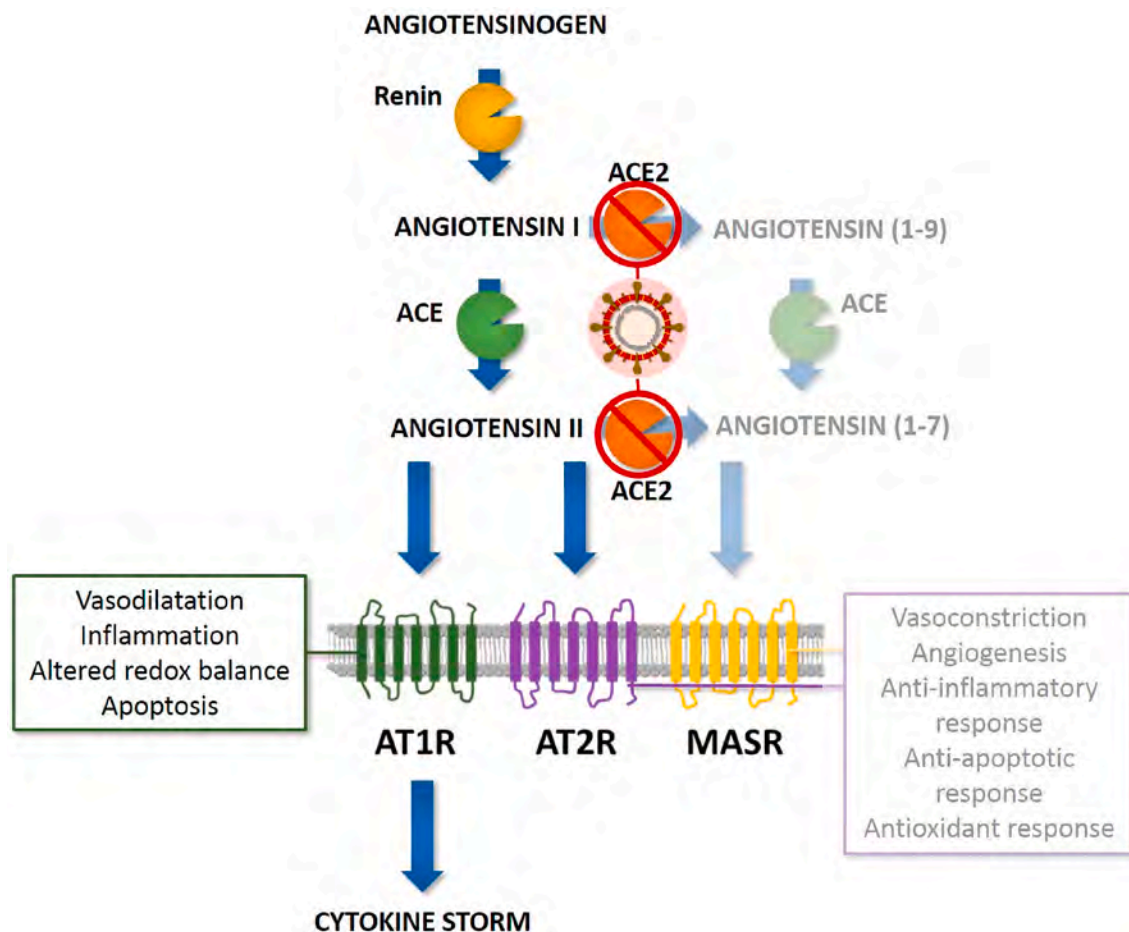 ANGIOTENSINOGEN
Renin
ACE2
ANGIOTENSIN I
ANGIOTENSIN (1-9)
ACE
ACE
ANGIOTENSIN II
ANGIOTENSIN (1-7)
ACE2
Vasodilatation
Inflammation
Altered redox balance
Apoptosis
Vasoconstriction
Angiogenesis
Anti-inflammatory
response
Anti-apoptotic
response
Antioxidant response
AT1R
AT2R
MASR
CYTOKINE STORM